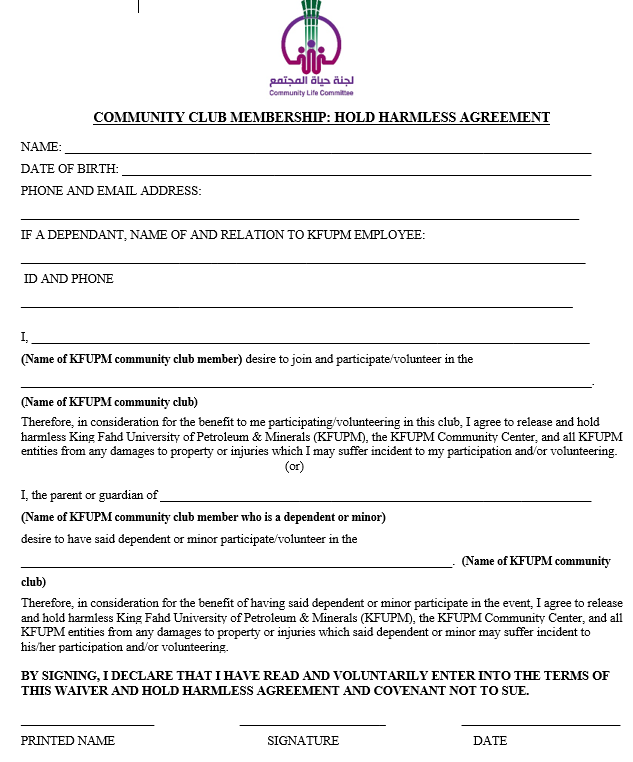 لجنة حياة المجتمع
Community Life Committee
COMMUNITY CLUB MEMBERSHIP: HOLD HARMLESS AGREEMENT
NAME:
DATE OF BIRTH:
PHONE AND EMAIL ADDRESS:
IF A DEPENDANT, NAME OF AND RELATION TO KFUPM EMPLOYEE:
ID AND PHONE
I,
(Name of KFUPM community club member) desire to join and participate/volunteer in the
.
(Name of KFUPM community club)
Therefore, in consideration for the benefit to me participating/volunteering in this club, I agree to release and hold
harmless King Fahd University of Petroleum & Minerals (KFUPM), the KFUPM Community Center, and all KFUPM
entities from any damages to property or injuries which I may suffer incident to my participation and/or volunteering.
(or)
I, the parent or guardian of
(Name of KFUPM community club member who is a dependent or minor)
desire to have said dependent or minor participate/volunteer in the
. (Name of KFUPM community
club)
Therefore, in consideration for the benefit of having said dependent or minor participate in the event, I agree to release
and hold harmless King Fahd University of Petroleum & Minerals (KFUPM), the KFUPM Community Center, and all
KFUPM entities from any damages to property or injuries which said dependent or minor may suffer incident to
his/her participation and/or volunteering.
BY SIGNING, I DECLARE THAT I HAVE READ AND VOLUNTARILY ENTER INTO THE TERMS OF
THIS WAIVER AND HOLD HARMLESS AGREEMENT AND COVENANT NOT TO SUE.
PRINTED NAME SIGNATURE DATE